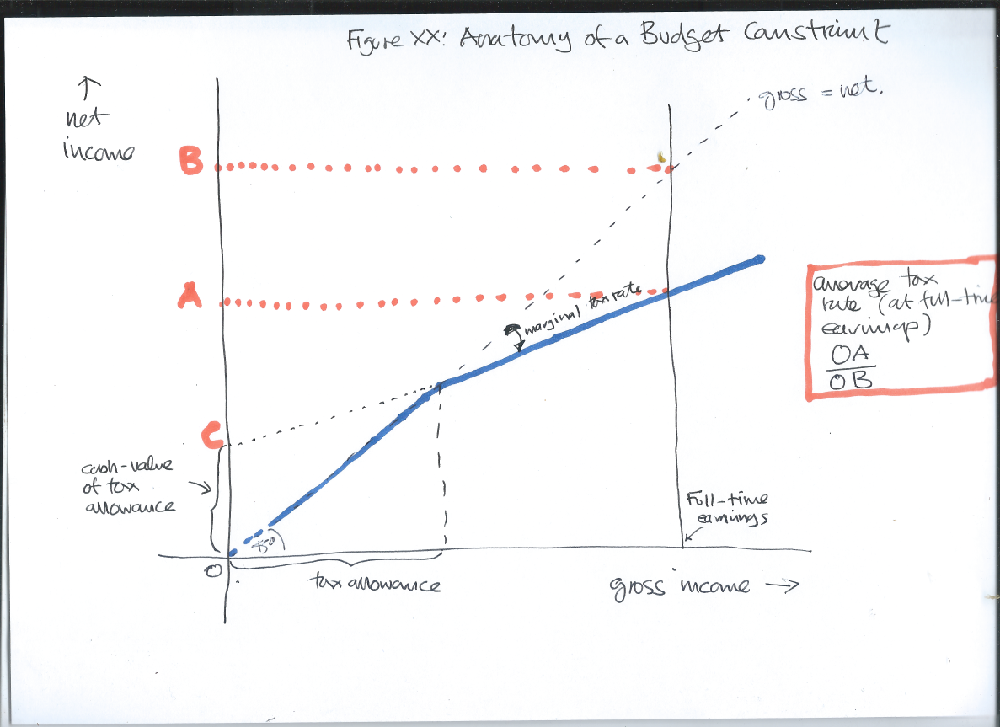 Figure XX: Anatomy of a Budget Constraint
↑
net
income
gross = net.
B
A
marginal tax rate
average tax
rate (at full-time
earnings)
OA
OB
C
cash-value
of tax
allowance
45°
Full-time
earnings
O
tax allowance
gross income →